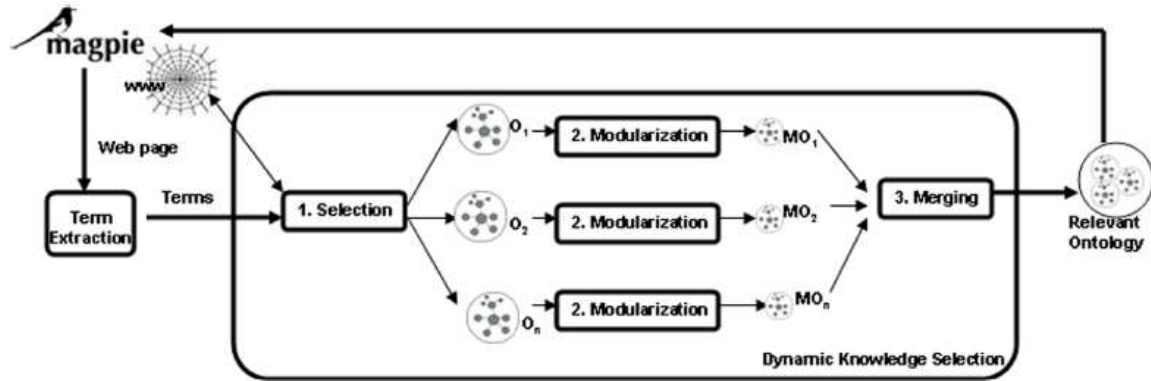 magpie
www
Web page
Term
Extraction
Terms
1. Selection
O1
2. Modularization
MO1
O2
2. Modularization
MO2
On
2. Modularization
MOn
3. Merging
Relevant
Ontology
Dynamic Knowledge Selection